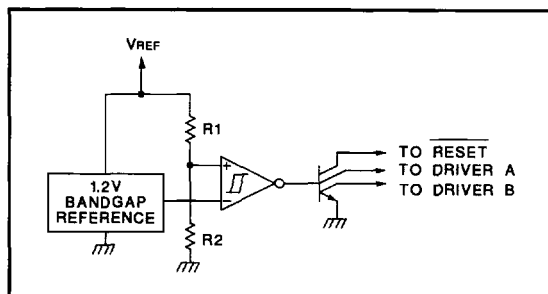 VREF
R1
+
1.2V
BANDGAP
REFERENCE
−
R2
TO RESET
TO DRIVER A
TO DRIVER B